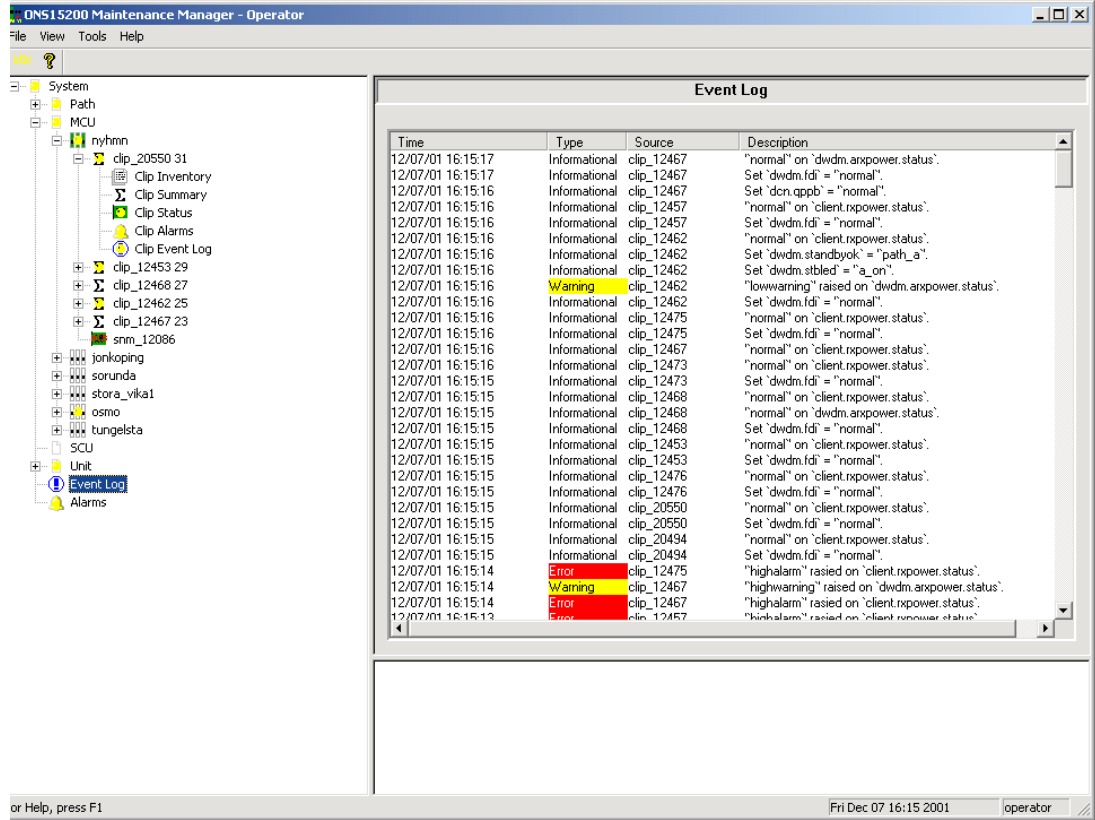 ONS15200 Maintenance Manager - Operator
File View Tools Help
System
Path
MCU
nyhmn
clip_20550 31
Clip Inventory
Clip Summary
Clip Status
Clip Alarms
Clip Event Log
clip_12453 29
clip_12468 27
clip_12462 25
clip_12467 23
snm_12086
jonkoping
sorunda
stora_vika1
osmo
tungelsta
SCU
Unit
Event Log
Alarms
Event Log
Time Type Source Description
12/07/01 16:15:17 Informational clip_12467 "normal" on `dwdm.arxpower.status`.
12/07/01 16:15:17 Informational clip_12467 Set `dwdm.fdi` = "normal".
12/07/01 16:15:16 Informational clip_12467 Set `dcn.qppb` = "normal".
12/07/01 16:15:16 Informational clip_12457 "normal" on `client.rxpower.status`.
12/07/01 16:15:16 Informational clip_12457 Set `dwdm.fdi` = "normal".
12/07/01 16:15:16 Informational clip_12462 "normal" on `client.rxpower.status`.
12/07/01 16:15:16 Informational clip_12462 Set `dwdm.standbyok` = "path_a".
12/07/01 16:15:16 Informational clip_12462 Set `dwdm.stbled` = "a_on".
12/07/01 16:15:16 Warning clip_12462 "lowwarning" raised on `dwdm.arxpower.status`.
12/07/01 16:15:16 Informational clip_12462 Set `dwdm.fdi` = "normal".
12/07/01 16:15:16 Informational clip_12475 "normal" on `client.rxpower.status`.
12/07/01 16:15:16 Informational clip_12475 Set `dwdm.fdi` = "normal".
12/07/01 16:15:16 Informational clip_12467 "normal" on `client.rxpower.status`.
12/07/01 16:15:16 Informational clip_12473 "normal" on `client.rxpower.status`.
12/07/01 16:15:15 Informational clip_12473 Set `dwdm.fdi` = "normal".
12/07/01 16:15:15 Informational clip_12468 "normal" on `client.rxpower.status`.
12/07/01 16:15:15 Informational clip_12468 "normal" on `dwdm.arxpower.status`.
12/07/01 16:15:15 Informational clip_12468 Set `dwdm.fdi` = "normal".
12/07/01 16:15:15 Informational clip_12453 "normal" on `client.rxpower.status`.
12/07/01 16:15:15 Informational clip_12453 Set `dwdm.fdi` = "normal".
12/07/01 16:15:15 Informational clip_12476 "normal" on `client.rxpower.status`.
12/07/01 16:15:15 Informational clip_12476 Set `dwdm.fdi` = "normal".
12/07/01 16:15:15 Informational clip_20550 "normal" on `client.rxpower.status`.
12/07/01 16:15:15 Informational clip_20550 Set `dwdm.fdi` = "normal".
12/07/01 16:15:15 Informational clip_20494 "normal" on `client.rxpower.status`.
12/07/01 16:15:15 Informational clip_20494 Set `dwdm.fdi` = "normal".
12/07/01 16:15:14 Error clip_12475 "highalarm" rasied on `client.rxpower.status`.
12/07/01 16:15:14 Warning clip_12467 "highwarning" raised on `dwdm.arxpower.status`.
12/07/01 16:15:14 Error clip_12467 "highalarm" rasied on `client.rxpower.status`.
12/07/01 16:15:13 Error clip_12457 "highalarm" rasied on `client.rxpower.status`.
or Help, press F1
Fri Dec 07 16:15 2001 operator